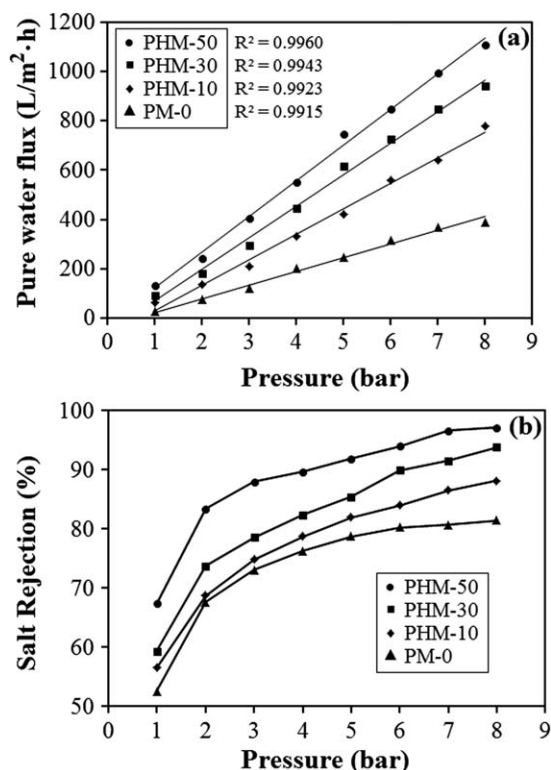 1200
1000
800
600
400
200
0
Pure water flux (L/m²·h)
PHM-50 R² = 0.9960
PHM-30 R² = 0.9943
PHM-10 R² = 0.9923
PM-0 R² = 0.9915
(a)
0 1 2 3 4 5 6 7 8 9
Pressure (bar)
100
90
80
70
60
50
Salt Rejection (%)
(b)
PHM-50
PHM-30
PHM-10
PM-0
0 1 2 3 4 5 6 7 8 9
Pressure (bar)